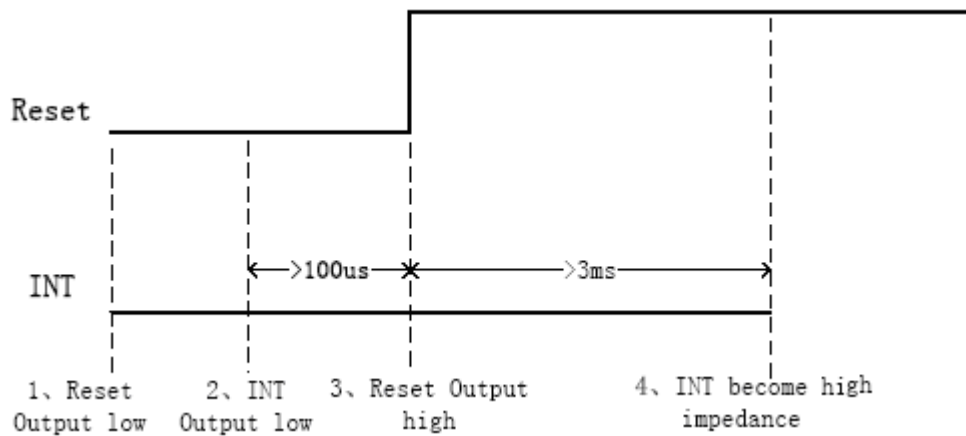 Reset
>100us
>3ms
INT
1、Reset
Output low
2、INT
Output low
3、Reset Output
high
4、INT become high
impedance